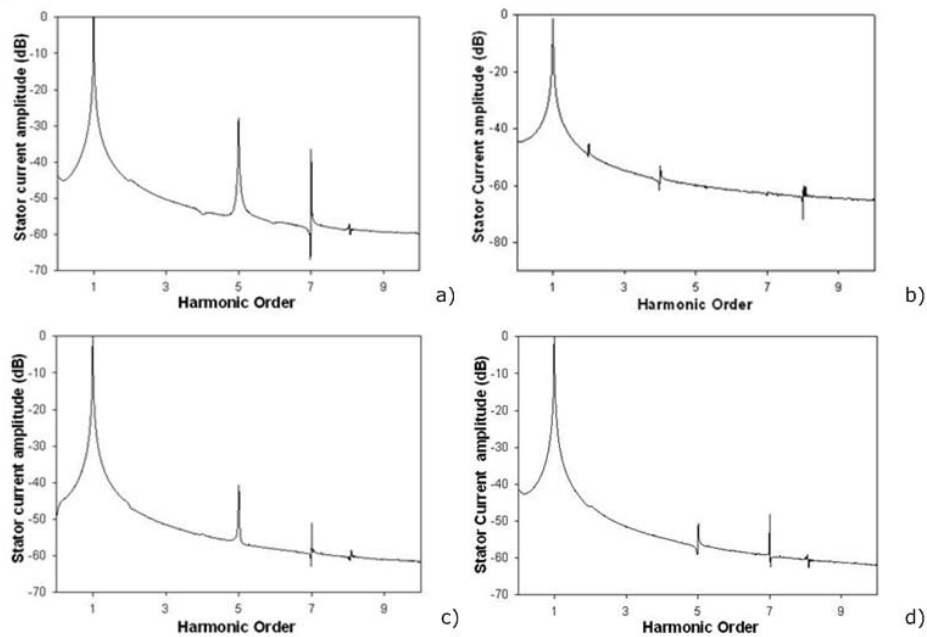 Stator current amplitude (dB)
0
-10
-20
-30
-40
-50
-60
-70
1 3 5 7 9
Harmonic Order
a)
Stator Current amplitude (dB)
0
-20
-40
-60
-80
1 3 5 7 9
Harmonic Order
b)
Stator current amplitude (dB)
0
-10
-20
-30
-40
-50
-60
-70
1 3 5 7 9
Harmonic Order
c)
Stator Current amplitude (dB)
0
-10
-20
-30
-40
-50
-60
-70
1 3 5 7 9
Harmonic Order
d)